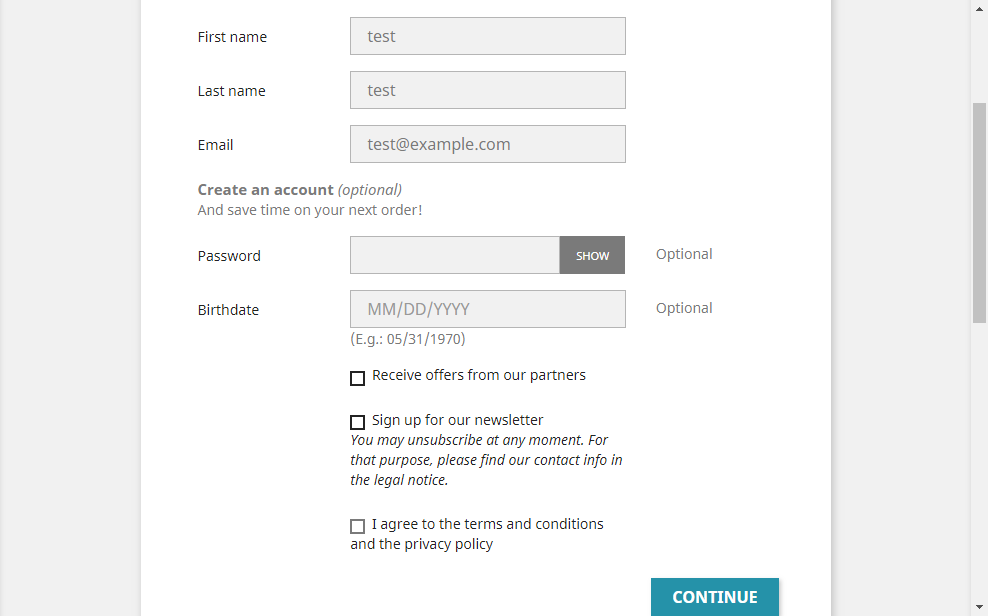 First name
test
Last name
test
Email
test@example.com
Create an account (optional)
And save time on your next order!
Password
SHOW
Optional
Birthdate
MM/DD/YYYY
Optional
(E.g.: 05/31/1970)
Receive offers from our partners
Sign up for our newsletter
You may unsubscribe at any moment. For
that purpose, please find our contact info in
the legal notice.
I agree to the terms and conditions
and the privacy policy
CONTINUE